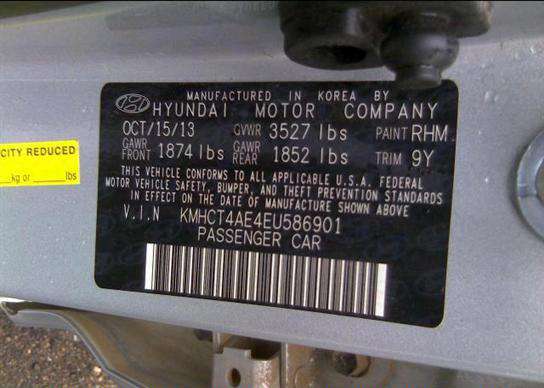 MANUFACTURED IN KOREA BY
HYUNDAI MOTOR COMPANY
OCT/15/13 GVWR 3527 lbs PAINT RHM
GAWR FRONT 1874 lbs GAWR REAR 1852 lbs TRIM 9Y
THIS VEHICLE CONFORMS TO ALL APPLICABLE U.S.A. FEDERAL
MOTOR VEHICLE SAFETY, BUMPER, AND THEFT PREVENTION STANDARDS
IN EFFECT ON THE DATE OF MANUFACTURE SHOWN ABOVE
V.I.N KMHCT4AE4EU586901
PASSENGER CAR
CITY REDUCED
kg or lbs